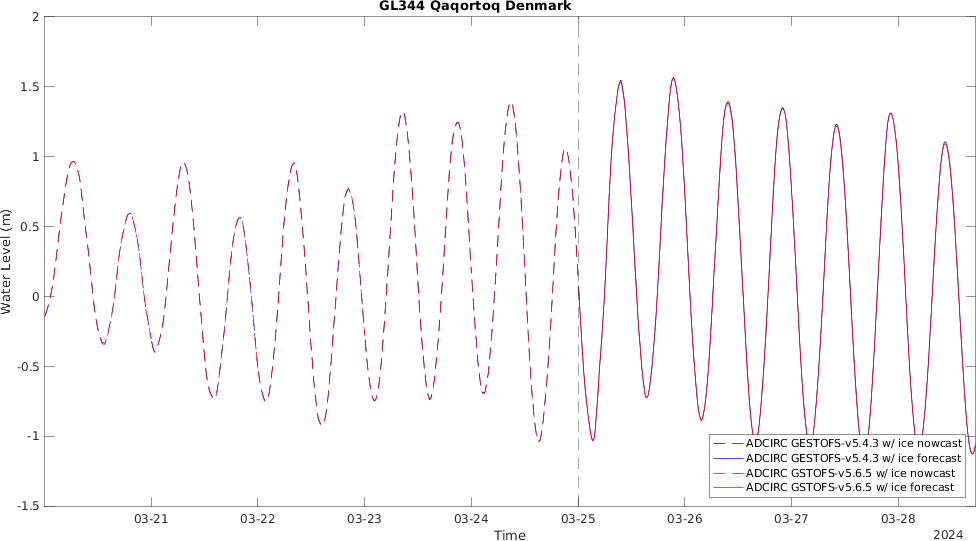 GL344 Qaqortoq Denmark
2
1.5
1
0.5
0
-0.5
-1
-1.5
Water Level (m)
ADCIRC GESTOFS-v5.4.3 w/ ice nowcast
ADCIRC GESTOFS-v5.4.3 w/ ice forecast
ADCIRC GSTOFS-v5.6.5 w/ ice nowcast
ADCIRC GSTOFS-v5.6.5 w/ ice forecast
03-21 03-22 03-23 03-24 03-25 03-26 03-27 03-28
Time
2024